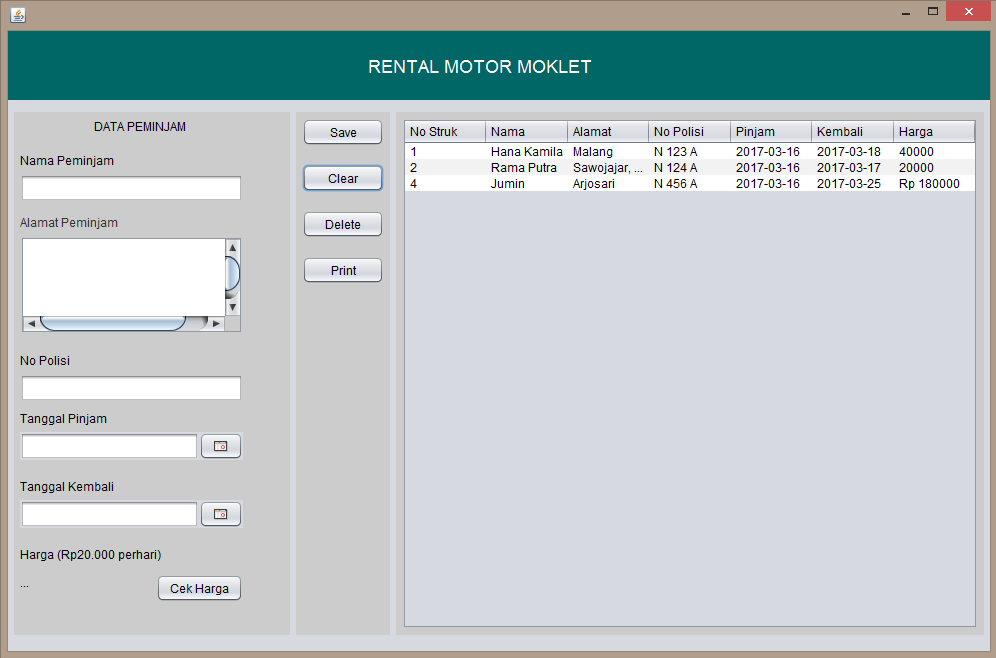 RENTAL MOTOR MOKLET
DATA PEMINJAM
Nama Peminjam
Alamat Peminjam
No Polisi
Tanggal Pinjam
Tanggal Kembali
Harga (Rp20.000 perhari)
...
Cek Harga
Save
Clear
Delete
Print
No Struk Nama Alamat No Polisi Pinjam Kembali Harga
1 Hana Kamila Malang N 123 A 2017-03-16 2017-03-18 40000
2 Rama Putra Sawojajar, ... N 124 A 2017-03-16 2017-03-17 20000
4 Jumin Arjosari N 456 A 2017-03-16 2017-03-25 Rp 180000